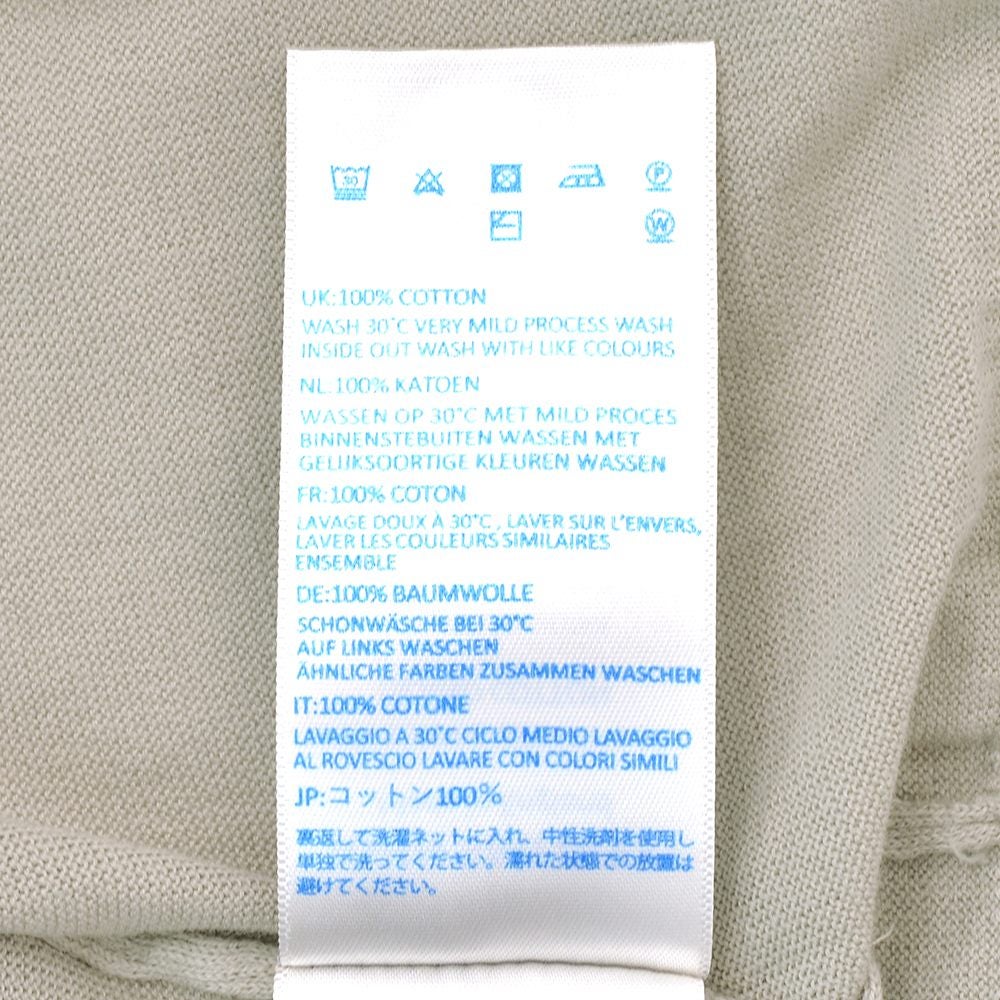 30
P
W
UK:100% COTTON
WASH 30°C VERY MILD PROCESS WASH
INSIDE OUT WASH WITH LIKE COLOURS
NL:100% KATOEN
WASSEN OP 30°C MET MILD PROCES
BINNENSTEBUITEN WASSEN MET
GELIJKSOORTIGE KLEUREN WASSEN
FR:100% COTON
LAVAGE DOUX À 30°C , LAVER SUR L'ENVERS,
LAVER LES COULEURS SIMILAIRES
ENSEMBLE
DE:100% BAUMWOLLE
SCHONWÄSCHE BEI 30°C
AUF LINKS WASCHEN
ÄHNLICHE FARBEN ZUSAMMEN WASCHEN
IT:100% COTONE
LAVAGGIO A 30°C CICLO MEDIO LAVAGGIO
AL ROVESCIO LAVARE CON COLORI SIMILI
JP:コットン100%
裏返して洗濯ネットに入れ、中性洗剤を使用し
単独で洗ってください。濡れた状態での放置は
避けてください。